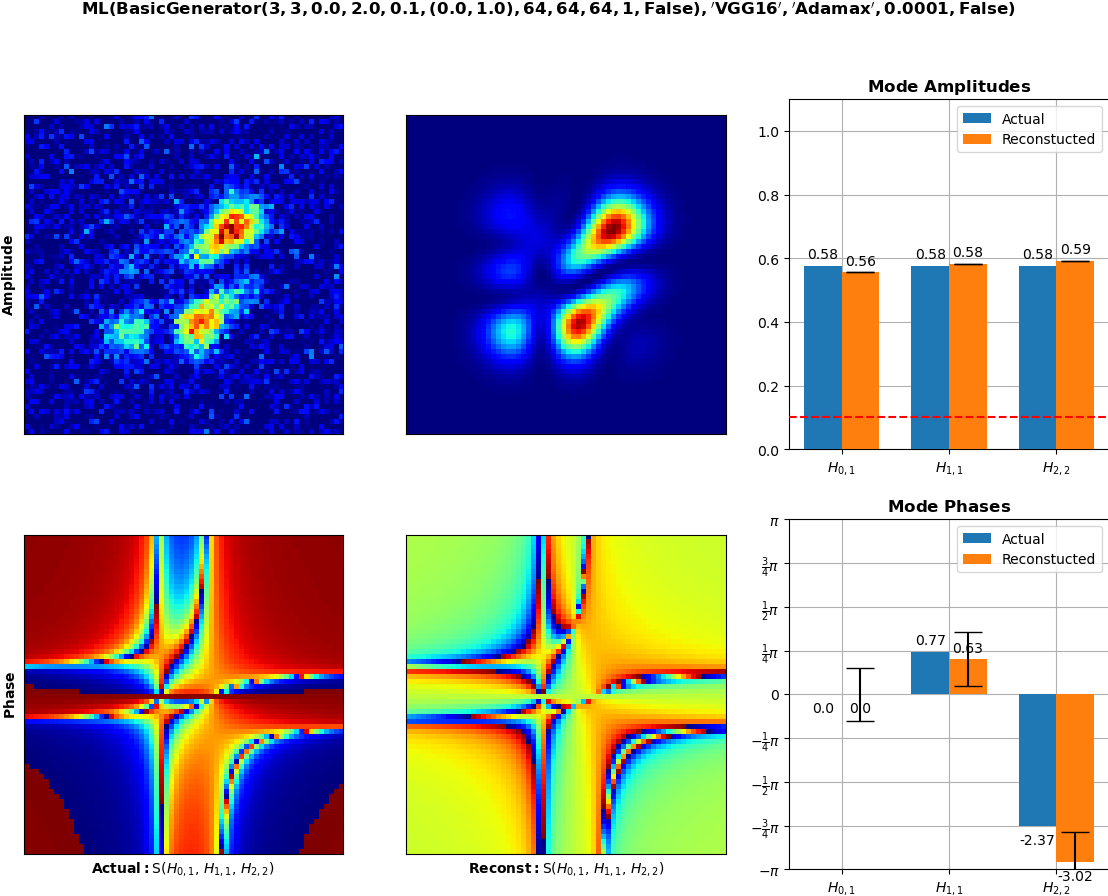 ML(BasicGenerator(3, 3, 0.0, 2.0, 0.1, (0.0, 1.0), 64, 64, 64, 1, False), 'VGG16', 'Adamax', 0.0001, False)
Amplitude
Mode Amplitudes
Actual
Reconstucted
1.0
0.8
0.6
0.4
0.2
0.0
0.58 0.56 0.58 0.58 0.58 0.59
H0,1 H1,1 H2,2
Phase
Actual: S(H0,1, H1,1, H2,2)
Reconst: S(H0,1, H1,1, H2,2)
Mode Phases
Actual
Reconstucted
π
3/4π
1/2π
1/4π
0
−1/4π
−1/2π
−3/4π
−π
0.0 0.0 0.77 0.63 -2.37 -3.02
H0,1 H1,1 H2,2